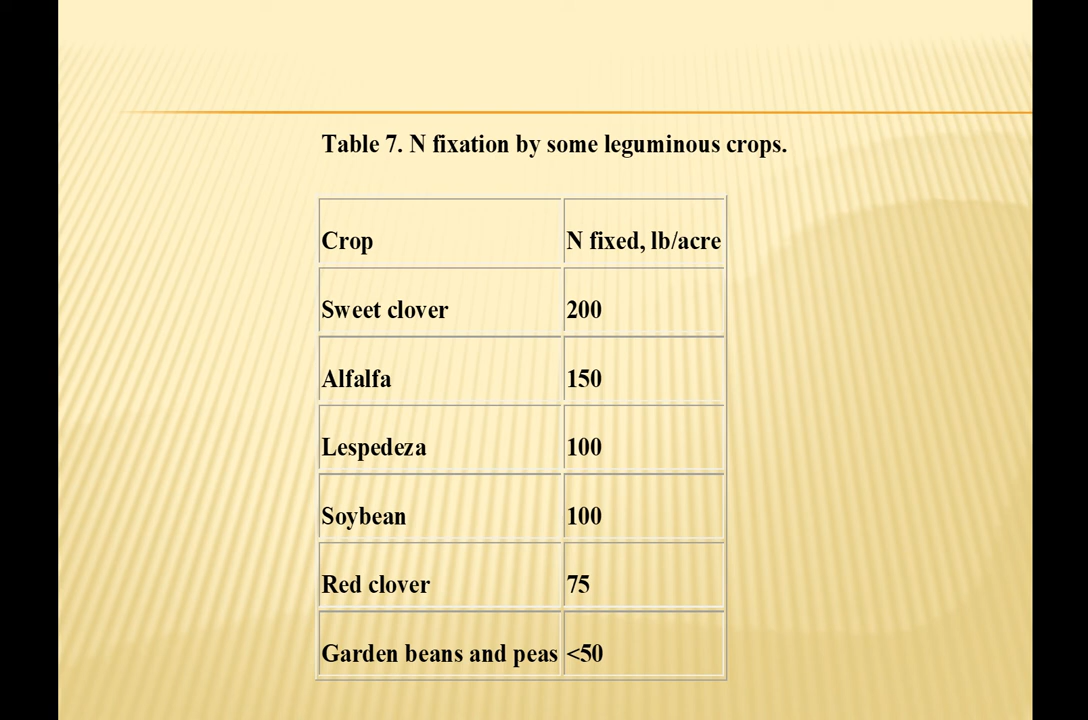 Table 7. N fixation by some leguminous crops.
Crop N fixed, lb/acre
Sweet clover 200
Alfalfa 150
Lespedeza 100
Soybean 100
Red clover 75
Garden beans and peas <50